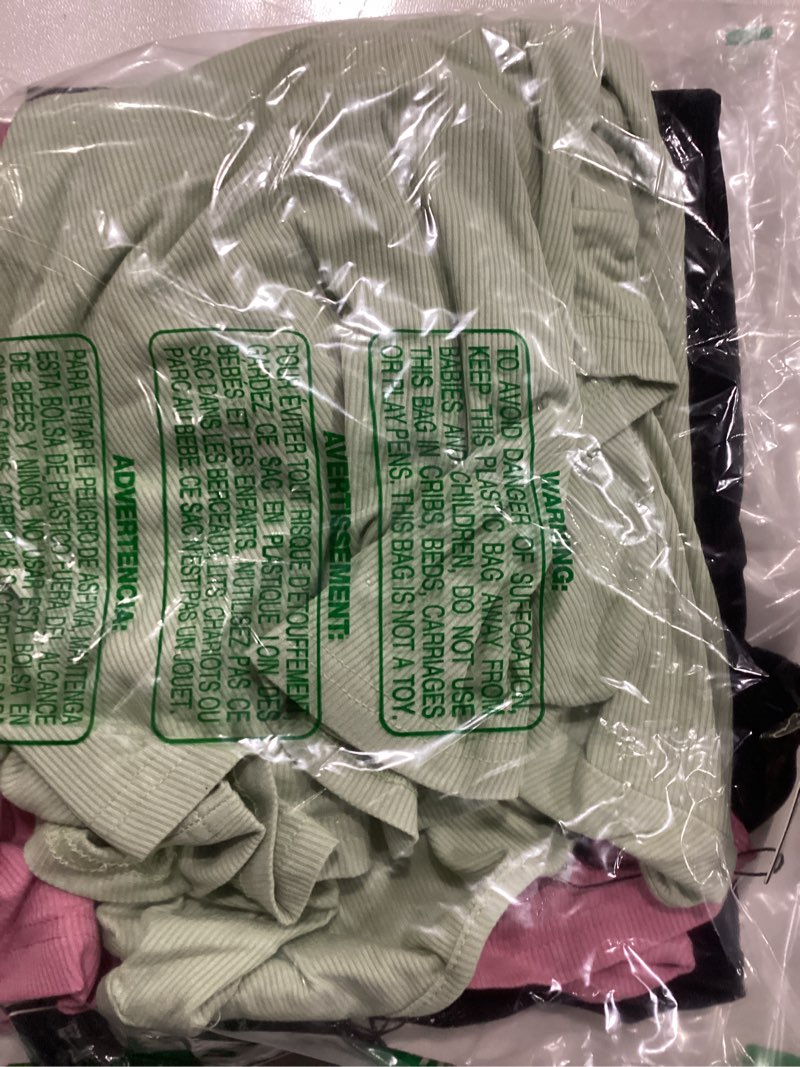 WARNING:
TO AVOID DANGER OF SUFFOCATION,
KEEP THIS PLASTIC BAG AWAY FROM
BABIES AND CHILDREN. DO NOT USE
THIS BAG IN CRIBS, BEDS, CARRIAGES
OR PLAYPENS. THIS BAG IS NOT A TOY.
AVERTISSEMENT:
POUR ÉVITER TOUT RISQUE D'ÉTOUFFEMENT
GARDEZ CE SAC EN PLASTIQUE LOIN DES
BÉBÉS ET LES ENFANTS N'UTILISEZ PAS CE
SAC DANS LES BERCEAUX LITS CHARIOTS OU
PARC ÀU BÉBÉ CE SAC N'EST PAS UN JOUET.
ADVERTENCIA:
PARA EVITAR EL PELIGRO DE ASFIXIA, MANTENGA
ESTA BOLSA DE PLASTICO FUERA DEL ALCANCE
DE BEBES Y NIÑOS. NO USAR ESTA BOLSA EN